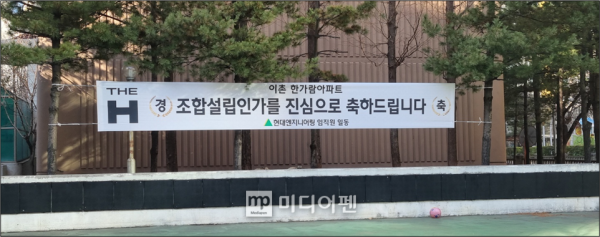 THE
H
이촌 한가람아파트
경 조합설립인가를 진심으로 축하드립니다 축
현대엔지니어링 임직원 일동
mp 미디어펜
Mediapen